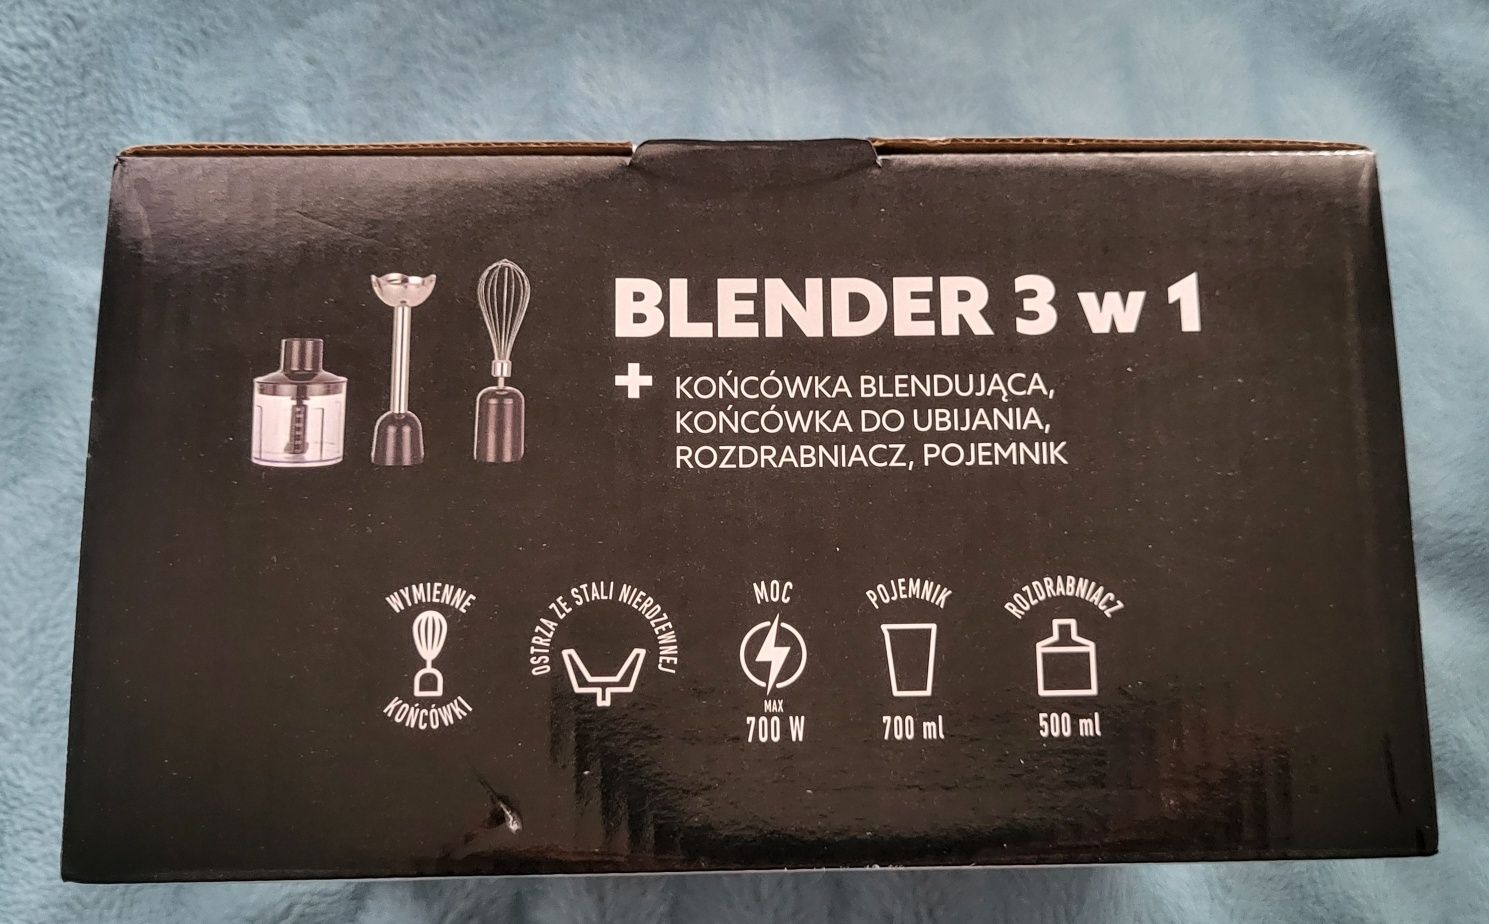 BLENDER 3 w 1
+ KOŃCÓWKA BLENDUJĄCA,
KOŃCÓWKA DO UBIJANIA,
ROZDRABNIACZ, POJEMNIK
WYMIENNE
KOŃCÓWKI
OSTRZA ZE STALI NIERDZEWNEJ
MOC
MAX
700 W
POJEMNIK
700 ml
ROZDRABNIACZ
500 ml